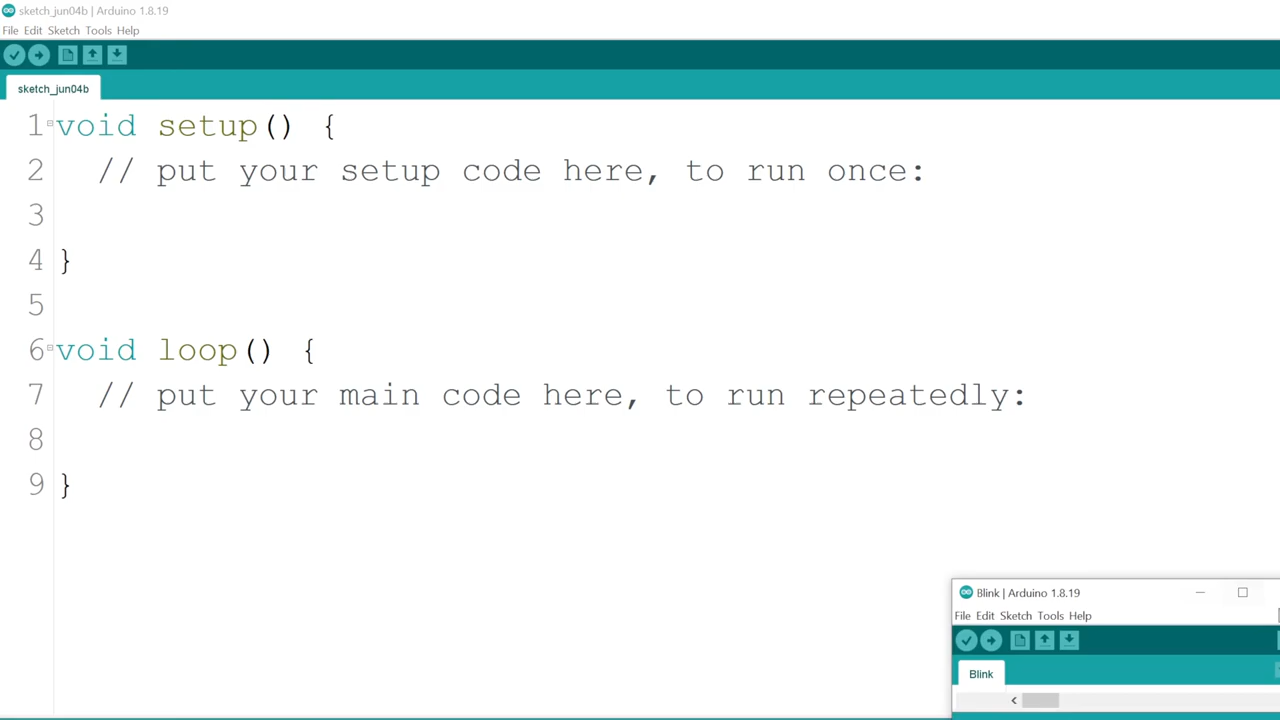 sketch_jun04b | Arduino 1.8.19
File Edit Sketch Tools Help
sketch_jun04b
1 void setup() {
2 // put your setup code here, to run once:
3
4 }
5
6 void loop() {
7 // put your main code here, to run repeatedly:
8
9 }
Blink | Arduino 1.8.19
File Edit Sketch Tools Help
Blink